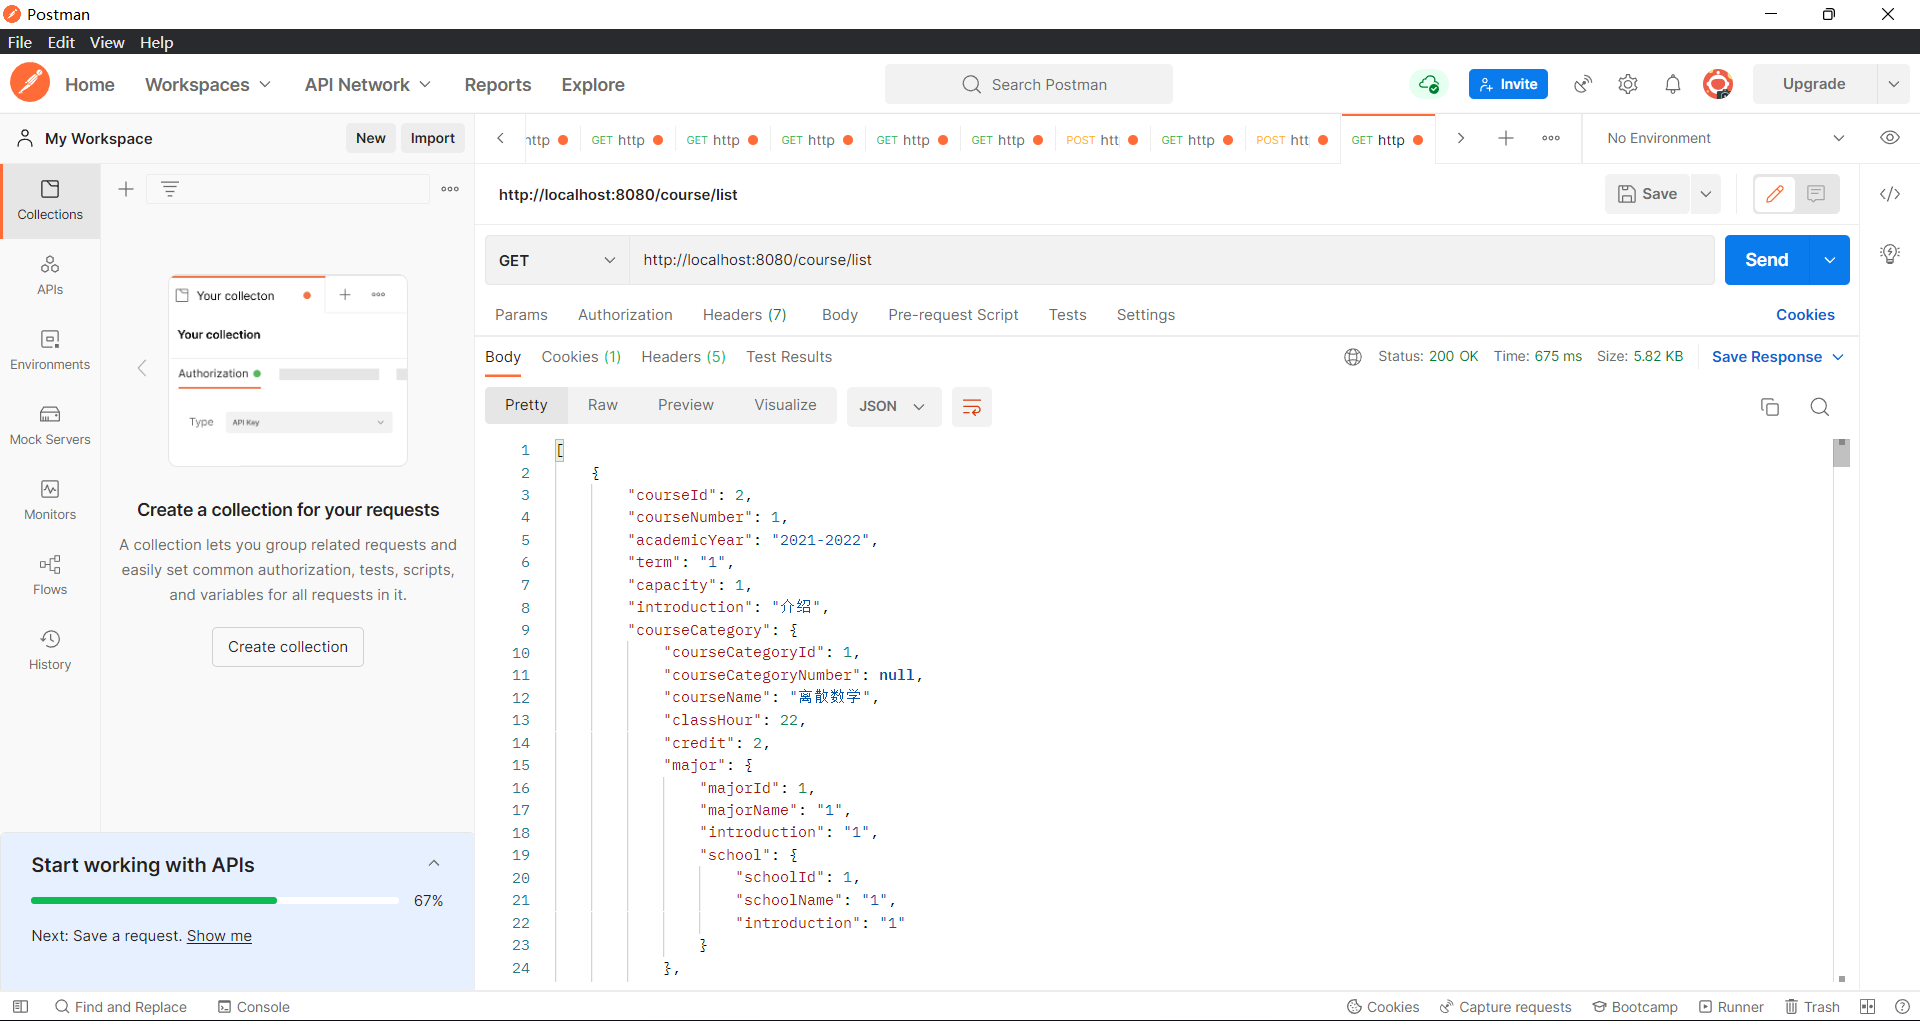 Postman
File Edit View Help
Home Workspaces API Network Reports Explore Search Postman Invite Upgrade
My Workspace New Import
http GET http GET http GET http GET http GET http POST htt GET http POST htt GET http No Environment
Collections
APIs
Environments
Mock Servers
Monitors
Flows
History
Your collecton
Your collection
Authorization
Type API Key
Create a collection for your requests
A collection lets you group related requests and
easily set common authorization, tests, scripts,
and variables for all requests in it.
Create collection
Start working with APIs
67%
Next: Save a request. Show me
http://localhost:8080/course/list Save
GET http://localhost:8080/course/list Send
Params Authorization Headers (7) Body Pre-request Script Tests Settings Cookies
Body Cookies (1) Headers (5) Test Results Status: 200 OK Time: 675 ms Size: 5.82 KB Save Response
Pretty Raw Preview Visualize JSON
1 [
2 {
3 "courseId": 2,
4 "courseNumber": 1,
5 "academicYear": "2021-2022",
6 "term": "1",
7 "capacity": 1,
8 "introduction": "介绍",
9 "courseCategory": {
10 "courseCategoryId": 1,
11 "courseCategoryNumber": null,
12 "courseName": "离散数学",
13 "classHour": 22,
14 "credit": 2,
15 "major": {
16 "majorId": 1,
17 "majorName": "1",
18 "introduction": "1",
19 "school": {
20 "schoolId": 1,
21 "schoolName": "1",
22 "introduction": "1"
23 }
24 },
Find and Replace Console Cookies Capture requests Bootcamp Runner Trash